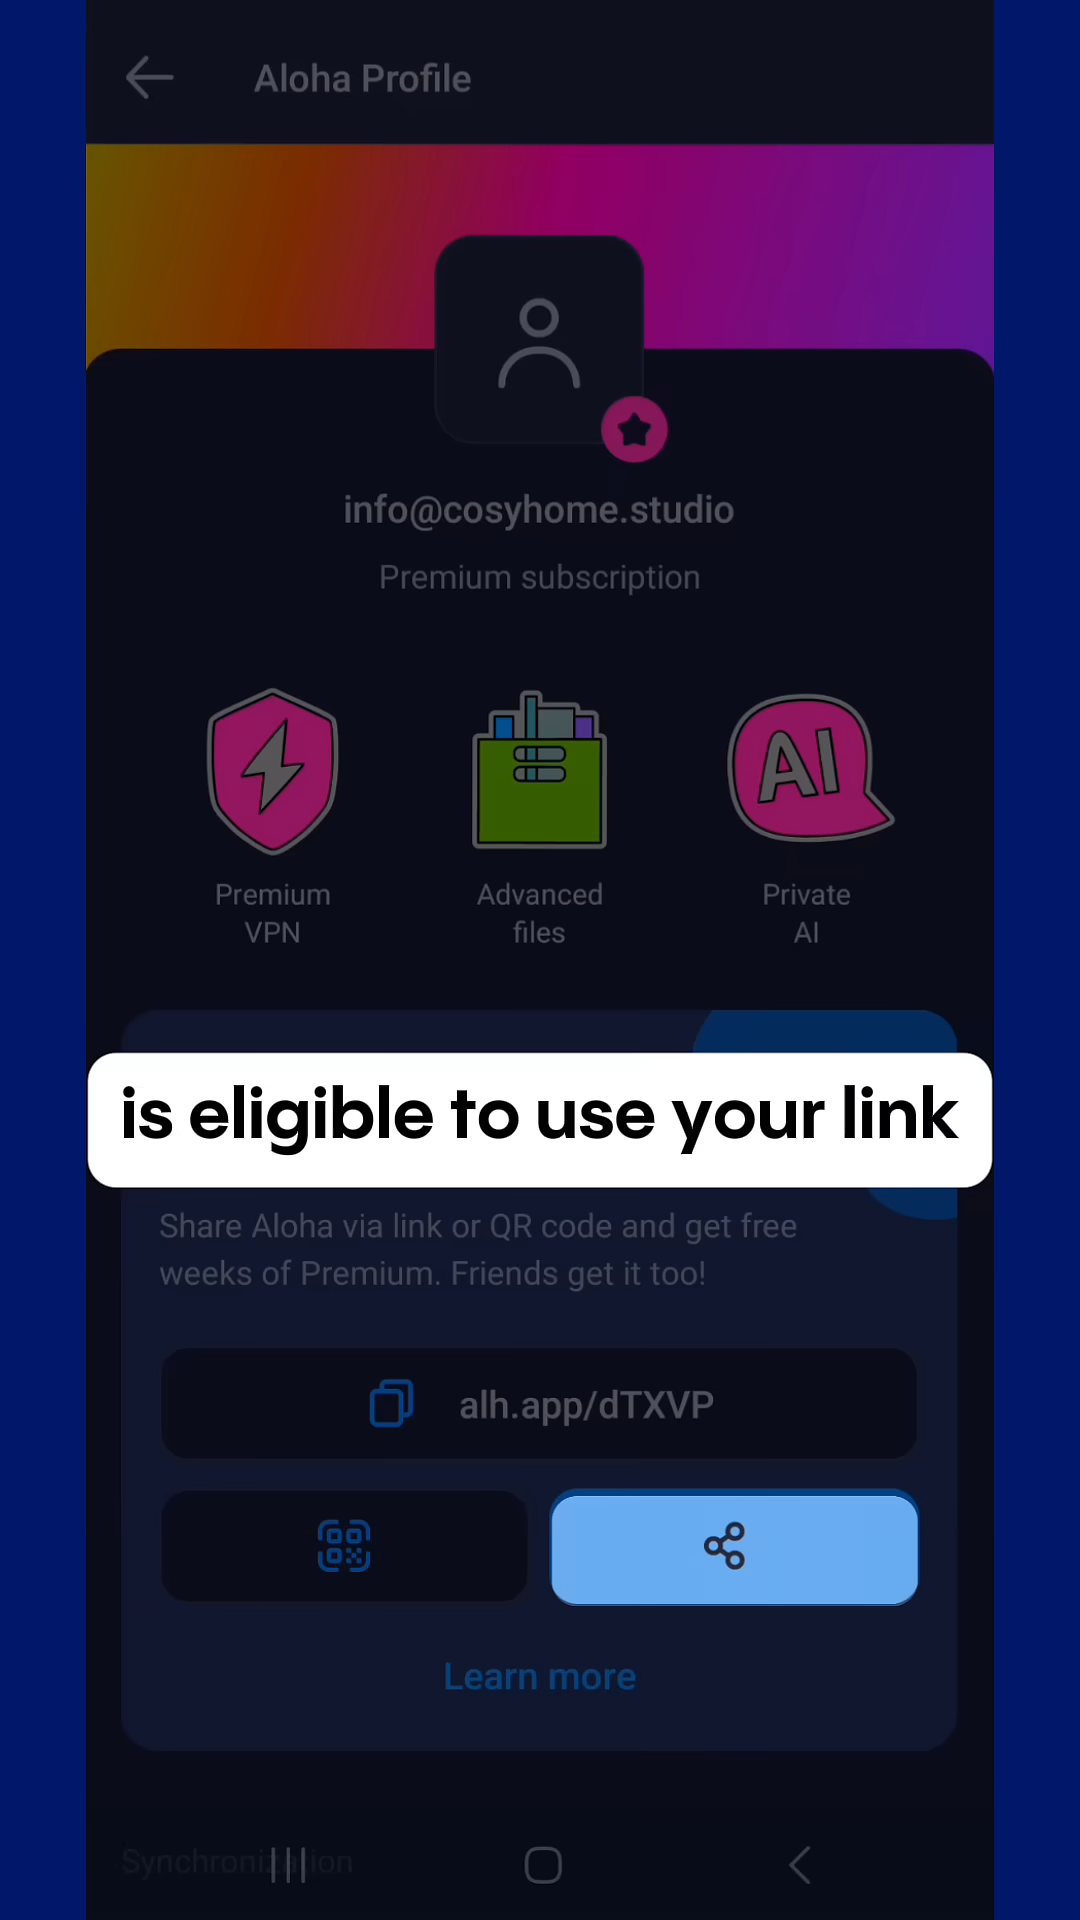 Aloha Profile
info@cosyhome.studio
Premium subscription
Premium
VPN
Advanced
files
AI
Private
AI
is eligible to use your link
Share Aloha via link or QR code and get free
weeks of Premium. Friends get it too!
alh.app/dTXVP
Learn more
Synchronization